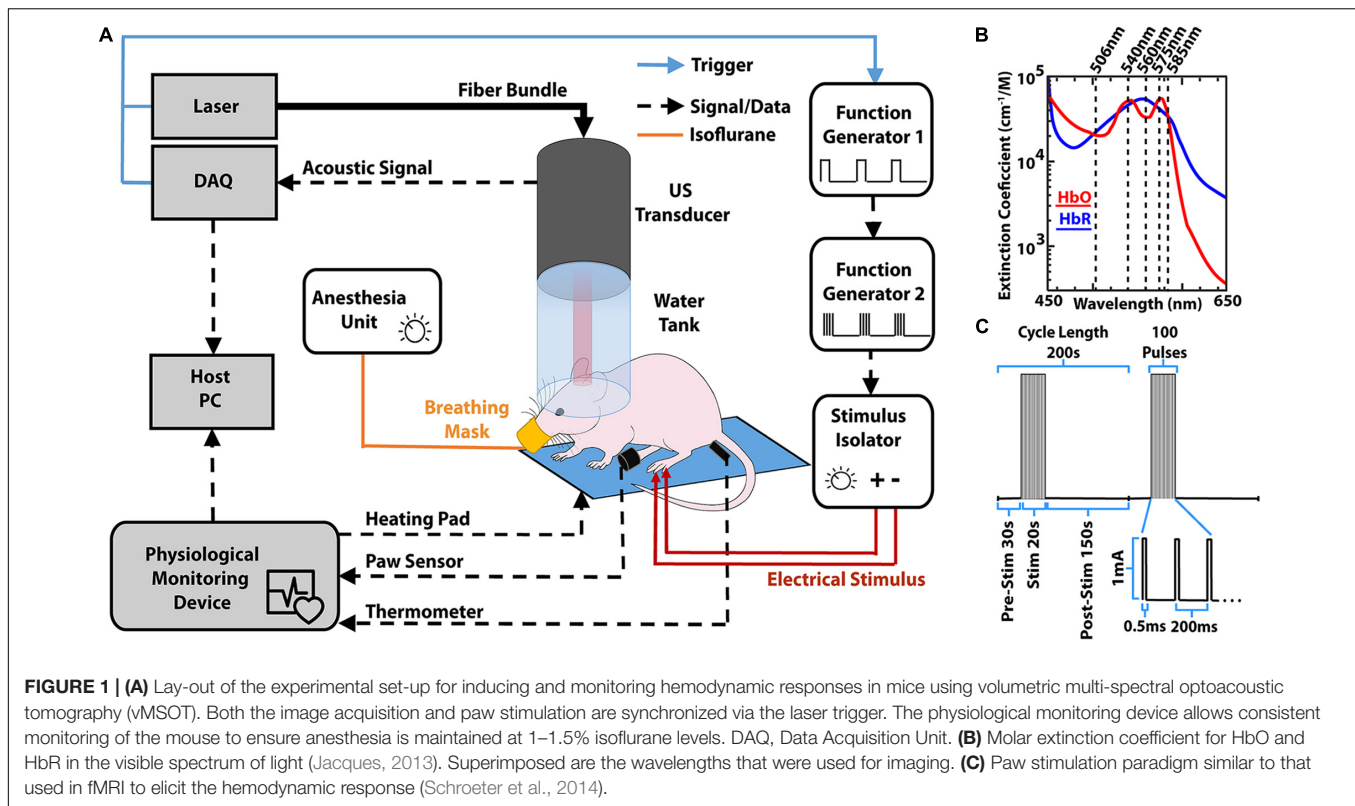 A
Laser
Fiber Bundle
DAQ
Acoustic Signal
Trigger
Signal/Data
Isoflurane
US
Transducer
Water
Tank
Anesthesia
Unit
Host
PC
Breathing
Mask
Physiological
Monitoring
Device
Heating Pad
Paw Sensor
Thermometer
Electrical Stimulus
Function
Generator 1
Function
Generator 2
Stimulus
Isolator
+ -
B
506nm
540nm
560nm
575nm
585nm
Extinction Coeficient (cm⁻¹/M)
10⁵
10⁴
10³
HbO
HbR
450
Wavelength (nm)
650
C
Cycle Length
200s
100
Pulses
Pre-Stim 30s
Stim 20s
Post-Stim 150s
1mA
0.5ms
200ms
FIGURE 1 | (A) Lay-out of the experimental set-up for inducing and monitoring hemodynamic responses in mice using volumetric multi-spectral optoacoustic
tomography (vMSOT). Both the image acquisition and paw stimulation are synchronized via the laser trigger. The physiological monitoring device allows consistent
monitoring of the mouse to ensure anesthesia is maintained at 1–1.5% isoflurane levels. DAQ, Data Acquisition Unit. (B) Molar extinction coefficient for HbO and
HbR in the visible spectrum of light (Jacques, 2013). Superimposed are the wavelengths that were used for imaging. (C) Paw stimulation paradigm similar to that
used in fMRI to elicit the hemodynamic response (Schroeter et al., 2014).